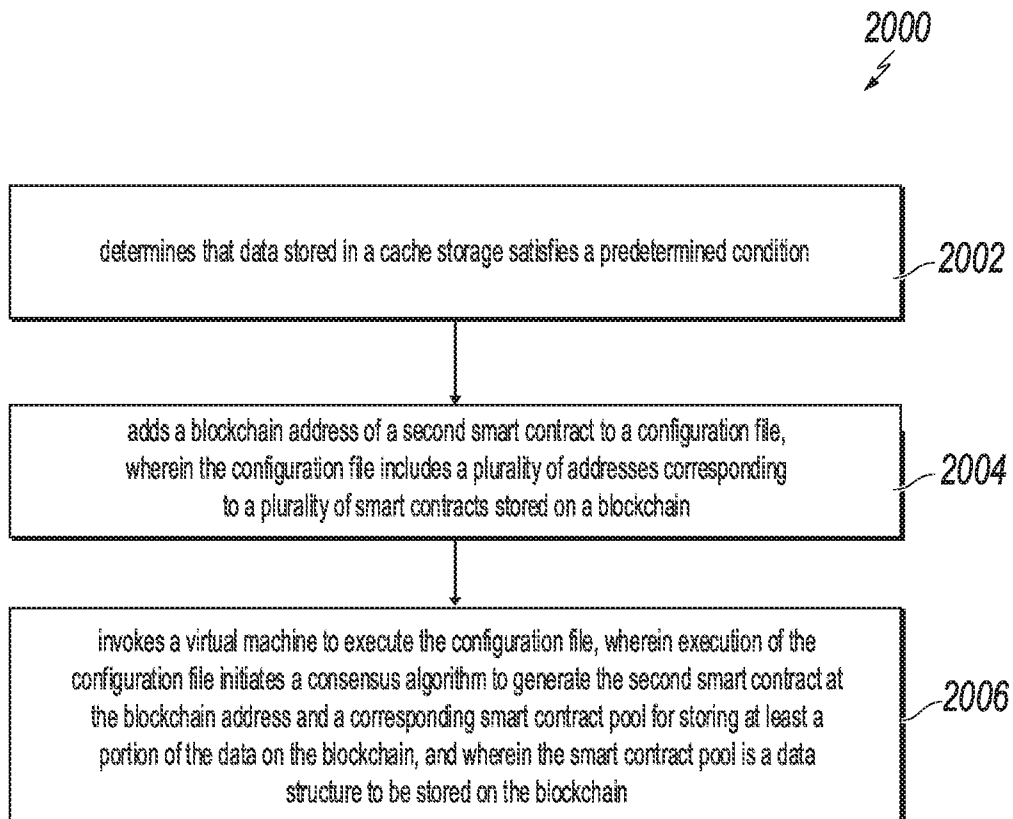 2000
determines that data stored in a cache storage satisfies a predetermined condition
2002
adds a blockchain address of a second smart contract to a configuration file,
wherein the configuration file includes a plurality of addresses corresponding
to a plurality of smart contracts stored on a blockchain
2004
invokes a virtual machine to execute the configuration file, wherein execution of the
configuration file initiates a consensus algorithm to generate the second smart contract at
the blockchain address and a corresponding smart contract pool for storing at least a
portion of the data on the blockchain, and wherein the smart contract pool is a data
structure to be stored on the blockchain
2006